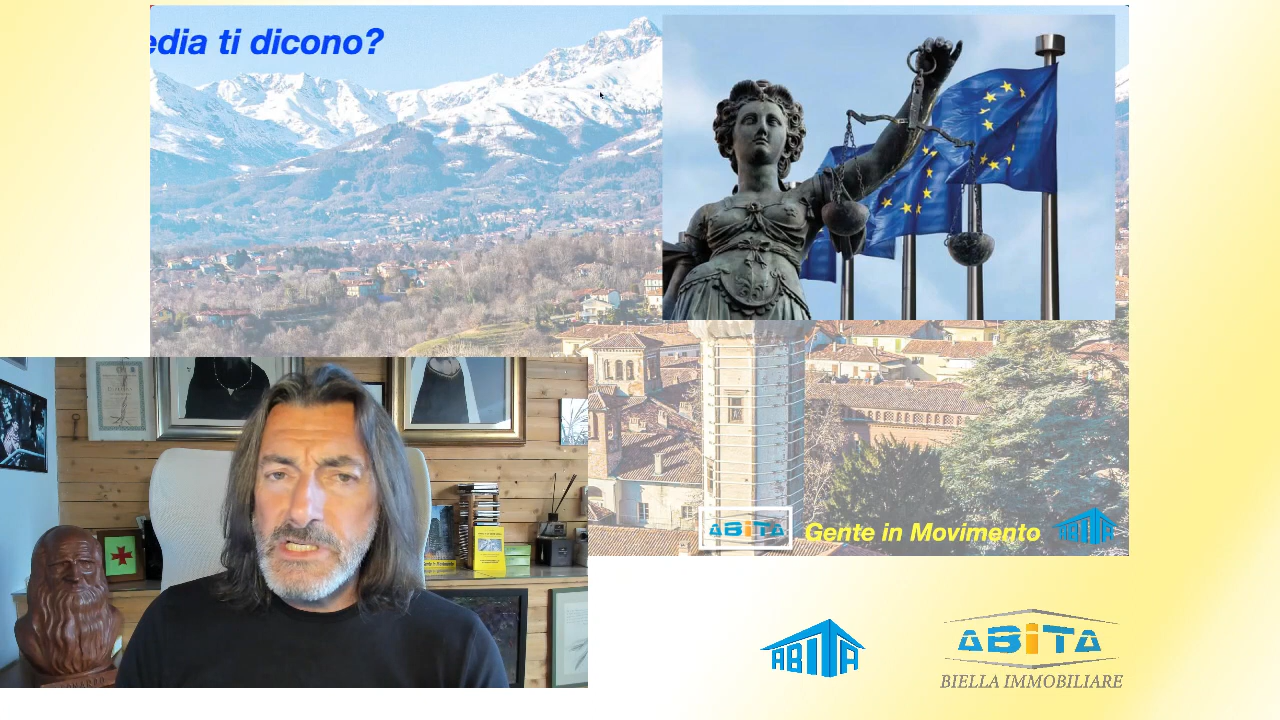 edia ti dicono?
ABiTA
Gente in Movimento
ABITA
ABITA
ABiTA
BIELLA IMMOBILIARE